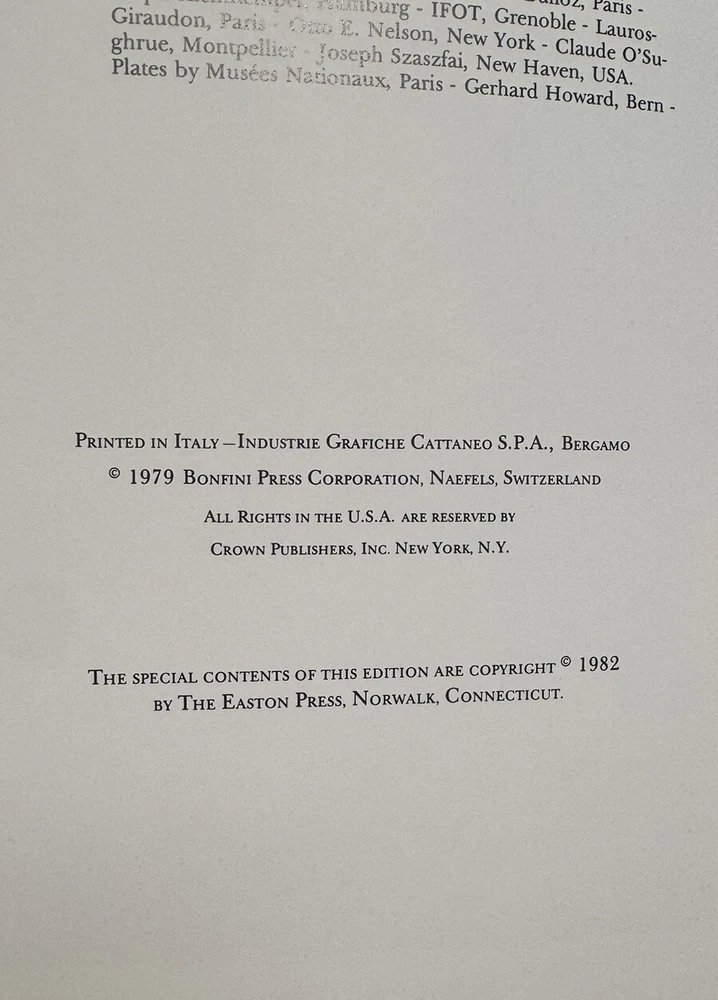 Hamburg - IFOT, Grenoble - Lauros-
Giraudon, Paris - Otto E. Nelson, New York - Claude O'Su-
ghrue, Montpellier - Joseph Szaszfai, New Haven, USA.
Plates by Musées Nationaux, Paris - Gerhard Howard, Bern -
PRINTED IN ITALY – INDUSTRIE GRAFICHE CATTANEO S.P.A., BERGAMO
© 1979 BONFINI PRESS CORPORATION, NAEFELS, SWITZERLAND
ALL RIGHTS IN THE U.S.A. ARE RESERVED BY
CROWN PUBLISHERS, INC. NEW YORK, N.Y.
THE SPECIAL CONTENTS OF THIS EDITION ARE COPYRIGHT © 1982
BY THE EASTON PRESS, NORWALK, CONNECTICUT.